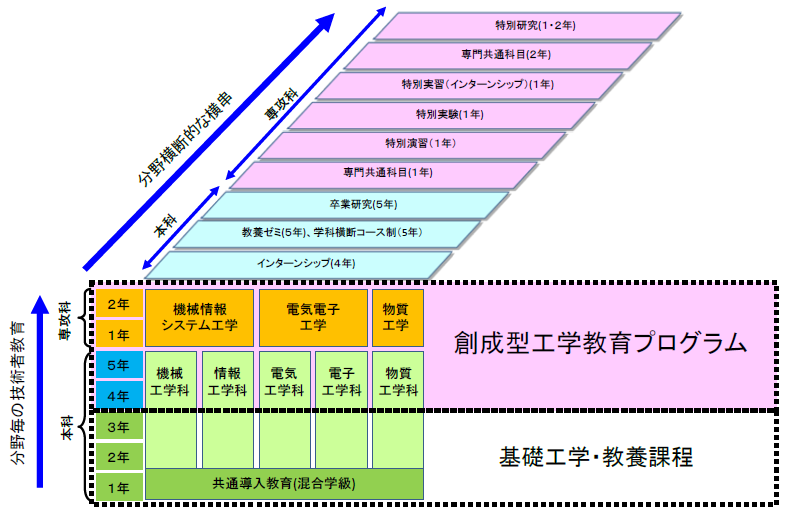 特別研究(1・2年)
専門共通科目(2年)
特別実習(インターンシップ)(1年)
特別実験(1年)
特別演習(1年)
専門共通科目(1年)
卒業研究(5年)
教養ゼミ(5年)、学科横断コース制(5年)
インターンシップ(4年)
分野横断的な横串
専攻科
本科
分野毎の技術者教育
専攻科
本科
2年
1年
5年
4年
3年
2年
1年
機械情報
システム工学
電気電子
工学
物質
工学
機械
工学科
情報
工学科
電気
工学科
電子
工学科
物質
工学科
共通導入教育(混合学級)
創成型工学教育プログラム
基礎工学・教養課程